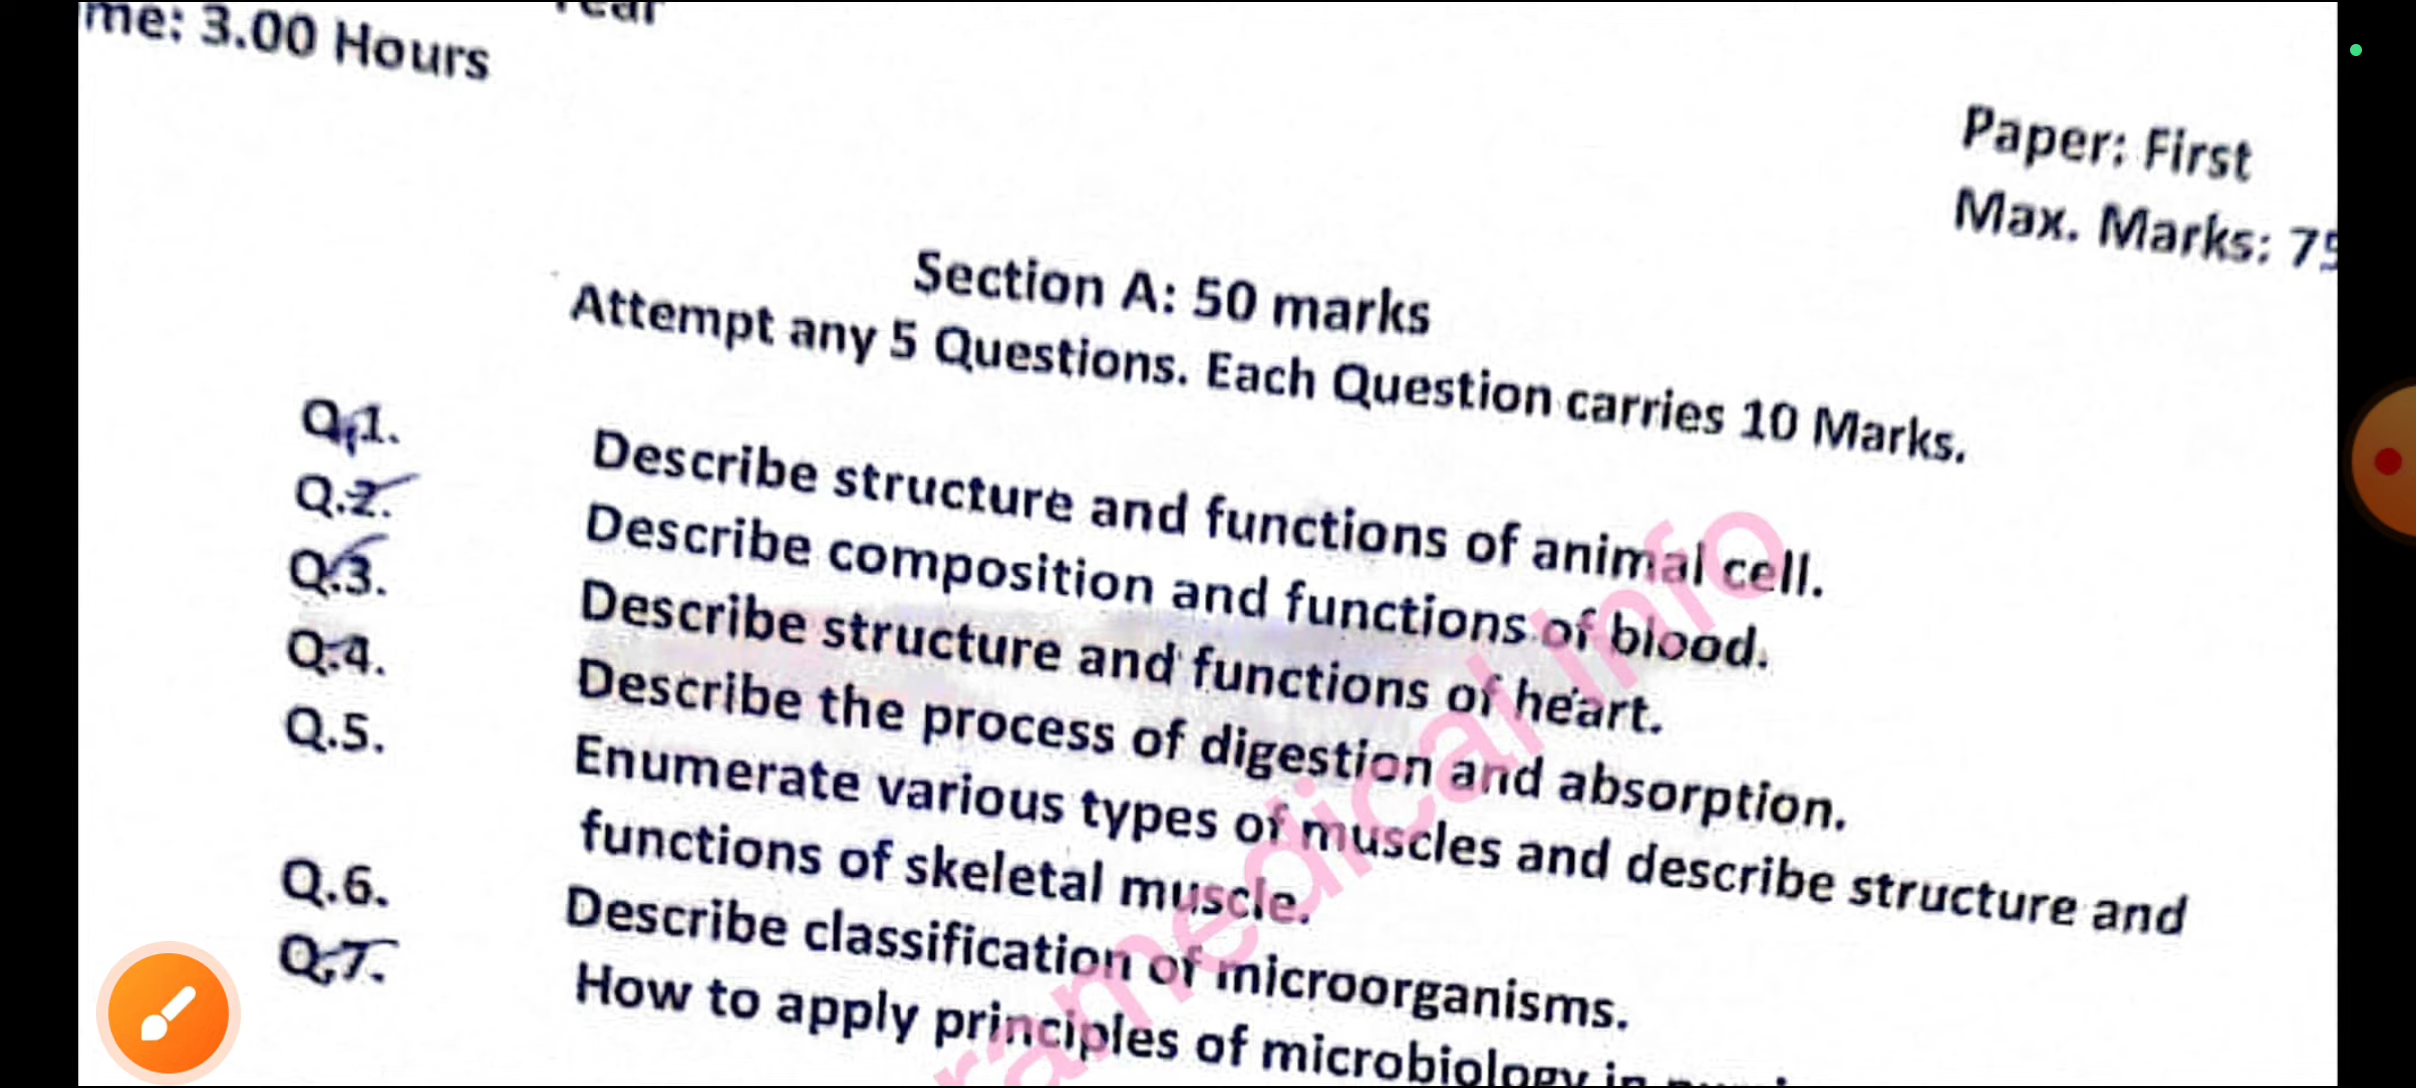 me: 3.00 Hours
Paper: First
Max. Marks: 75
Section A: 50 marks
Attempt any 5 Questions. Each Question carries 10 Marks.
Q.1. Describe structure and functions of animal cell.
Q.2. Describe composition and functions of blood.
Q.3. Describe structure and functions of heart.
Q.4. Describe the process of digestion and absorption.
Q.5. Enumerate various types of muscles and describe structure and
functions of skeletal muscle.
Q.6. Describe classification of microorganisms.
Q.7. How to apply principles of microbiology in
ramedical Info